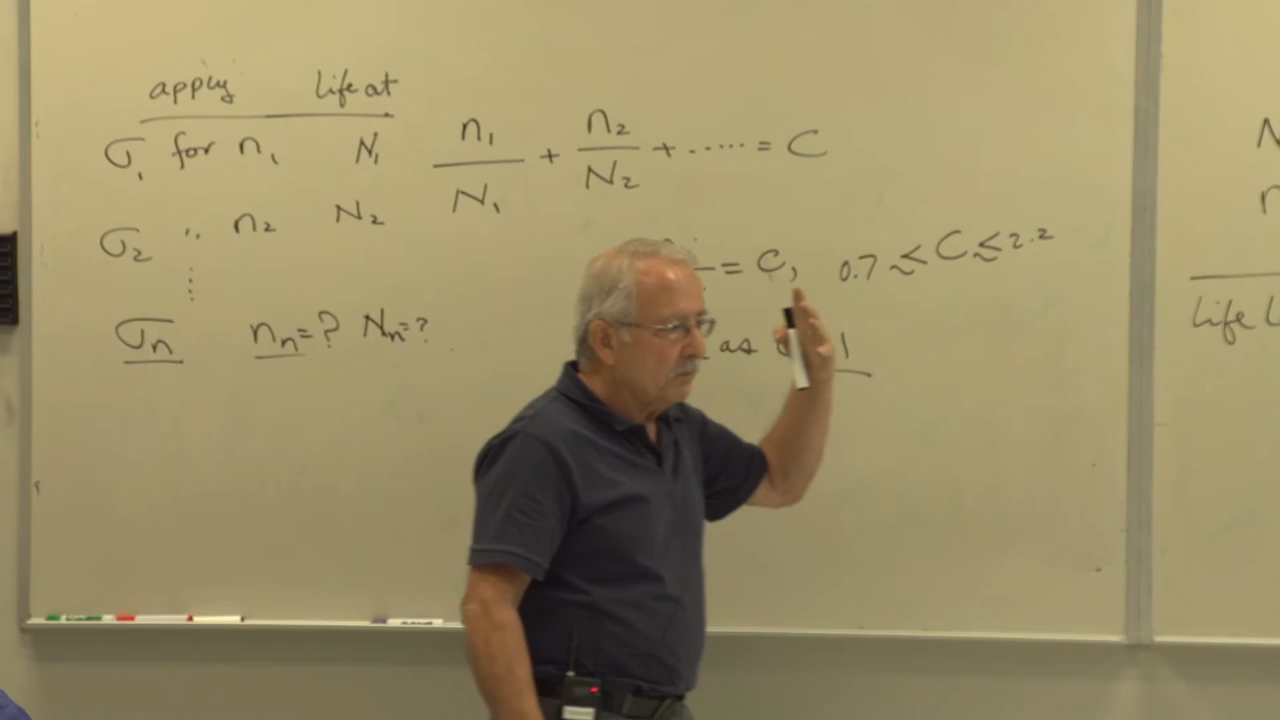 apply life at
σ₁ for n₁ N₁ n₁/N₁ + n₂/N₂ + ..... = C
σ₂ " n₂ N₂
⋮
= C, 0.7 ≤ C ≤ 2.2
σₙ nₙ=? Nₙ=?
as 1
N
n
life